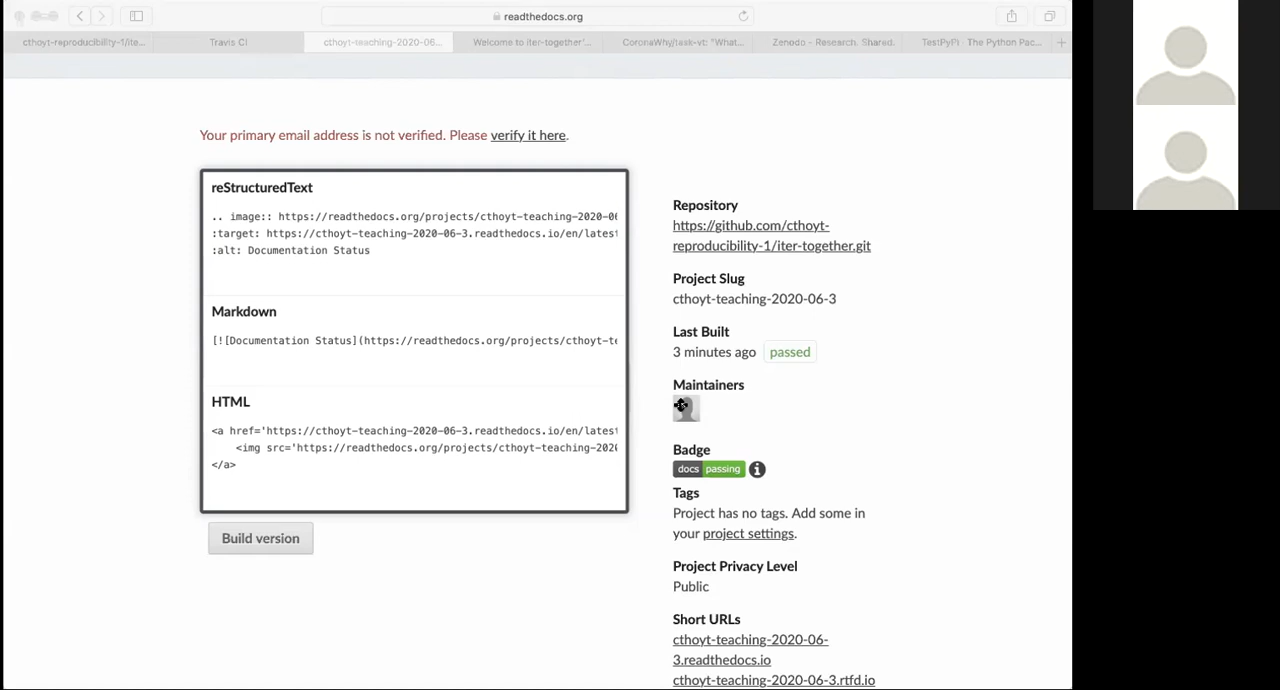 readthedocs.org
cthoyt-reproducibility-1/ite...
Travis CI
cthoyt-teaching-2020-06...
Welcome to iter-together'...
CoronaWhy/task-vt: "What...
Zenodo - Research. Shared.
TestPyPI · The Python Pac...
Your primary email address is not verified. Please verify it here.
reStructuredText
.. image:: https://readthedocs.org/projects/cthoyt-teaching-2020-06
:target: https://cthoyt-teaching-2020-06-3.readthedocs.io/en/latest
:alt: Documentation Status
Markdown
[![Documentation Status](https://readthedocs.org/projects/cthoyt-te
HTML
<a href='https://cthoyt-teaching-2020-06-3.readthedocs.io/en/latest
<img src='https://readthedocs.org/projects/cthoyt-teaching-2020
</a>
Build version
Repository
https://github.com/cthoyt-
reproducibility-1/iter-together.git
Project Slug
cthoyt-teaching-2020-06-3
Last Built
3 minutes ago passed
Maintainers
Badge
docs passing i
Tags
Project has no tags. Add some in
your project settings.
Project Privacy Level
Public
Short URLs
cthoyt-teaching-2020-06-
3.readthedocs.io
cthoyt-teaching-2020-06-3.rtfd.io